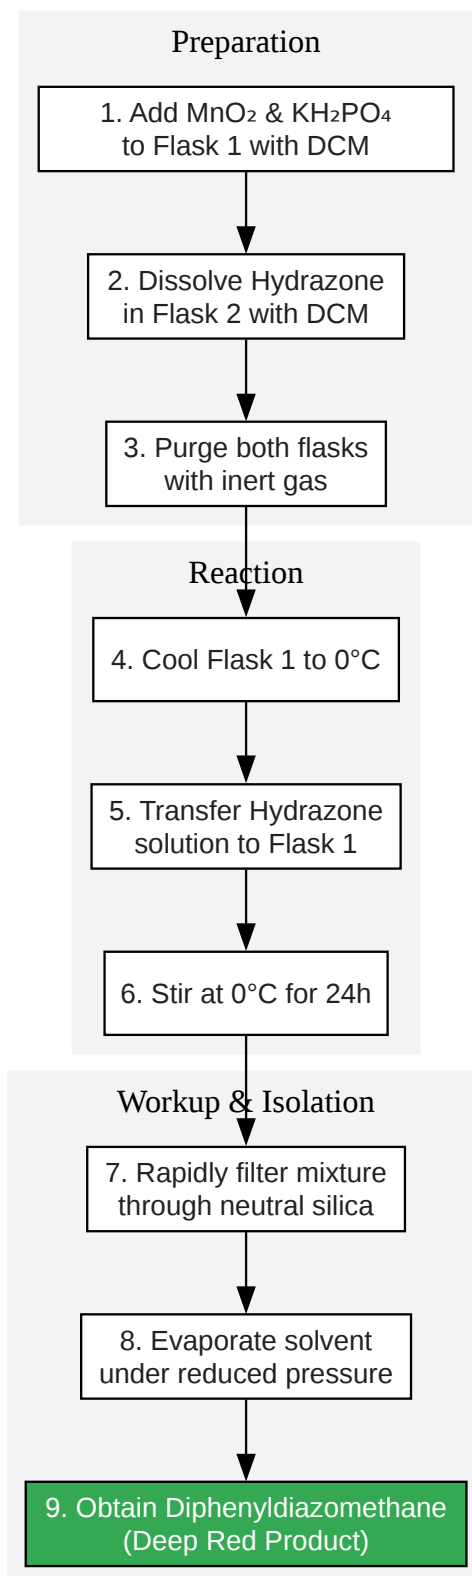 Preparation
1. Add MnO₂ & KH₂PO₄
to Flask 1 with DCM
2. Dissolve Hydrazone
in Flask 2 with DCM
3. Purge both flasks
with inert gas
Reaction
4. Cool Flask 1 to 0°C
5. Transfer Hydrazone
solution to Flask 1
6. Stir at 0°C for 24h
Workup & Isolation
7. Rapidly filter mixture
through neutral silica
8. Evaporate solvent
under reduced pressure
9. Obtain Diphenyldiazomethane
(Deep Red Product)